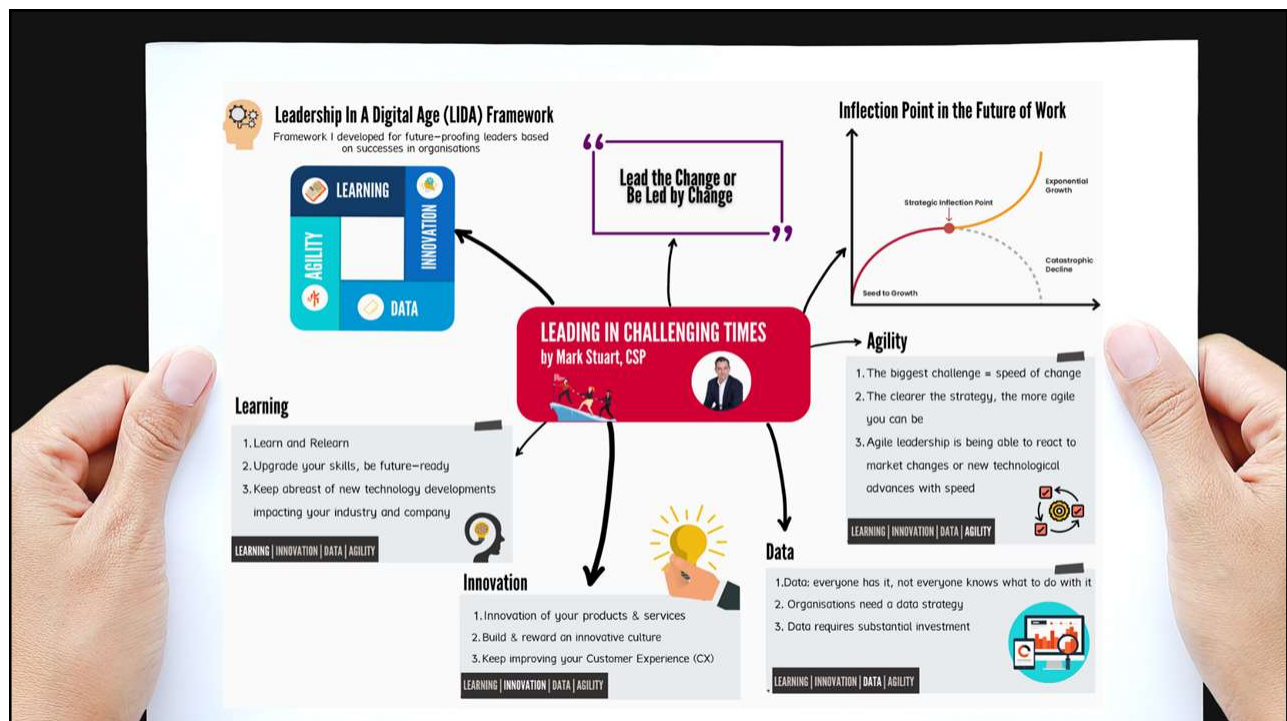 Leadership In A Digital Age (LIDA) Framework
Framework I developed for future-proofing leaders based
on successes in organisations
LEARNING
INNOVATION
AGILITY
DATA
“
Lead the Change or
Be Led by Change
”
Inflection Point in the Future of Work
Exponential
Growth
Strategic Inflection Point
Catastrophic
Decline
Seed to Growth
LEADING IN CHALLENGING TIMES
by Mark Stuart, CSP
Agility
1. The biggest challenge = speed of change
2. The clearer the strategy, the more agile
you can be
3. Agile leadership is being able to react to
market changes or new technological
advances with speed
LEARNING | INNOVATION | DATA | AGILITY
Learning
1. Learn and Relearn
2. Upgrade your skills, be future-ready
3. Keep abreast of new technology developments
impacting your industry and company
LEARNING | INNOVATION | DATA | AGILITY
Innovation
1. Innovation of your products & services
2. Build & reward an innovative culture
3. Keep improving your Customer Experience (CX)
LEARNING | INNOVATION | DATA | AGILITY
Data
1.Data: everyone has it, not everyone knows what to do with it
2. Organisations need a data strategy
3. Data requires substantial investment
LEARNING | INNOVATION | DATA | AGILITY